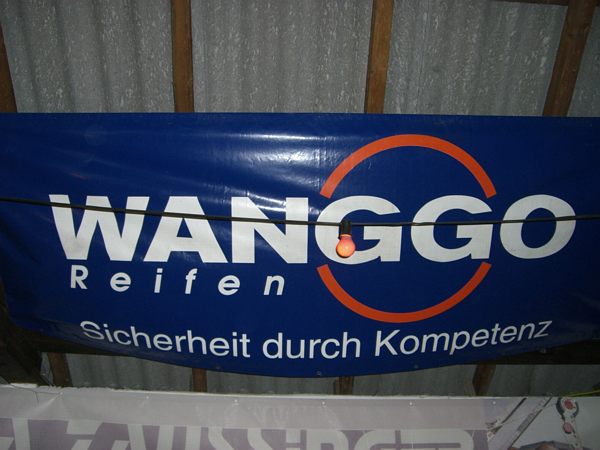 WANGGO
Reifen
Sicherheit durch Kompetenz